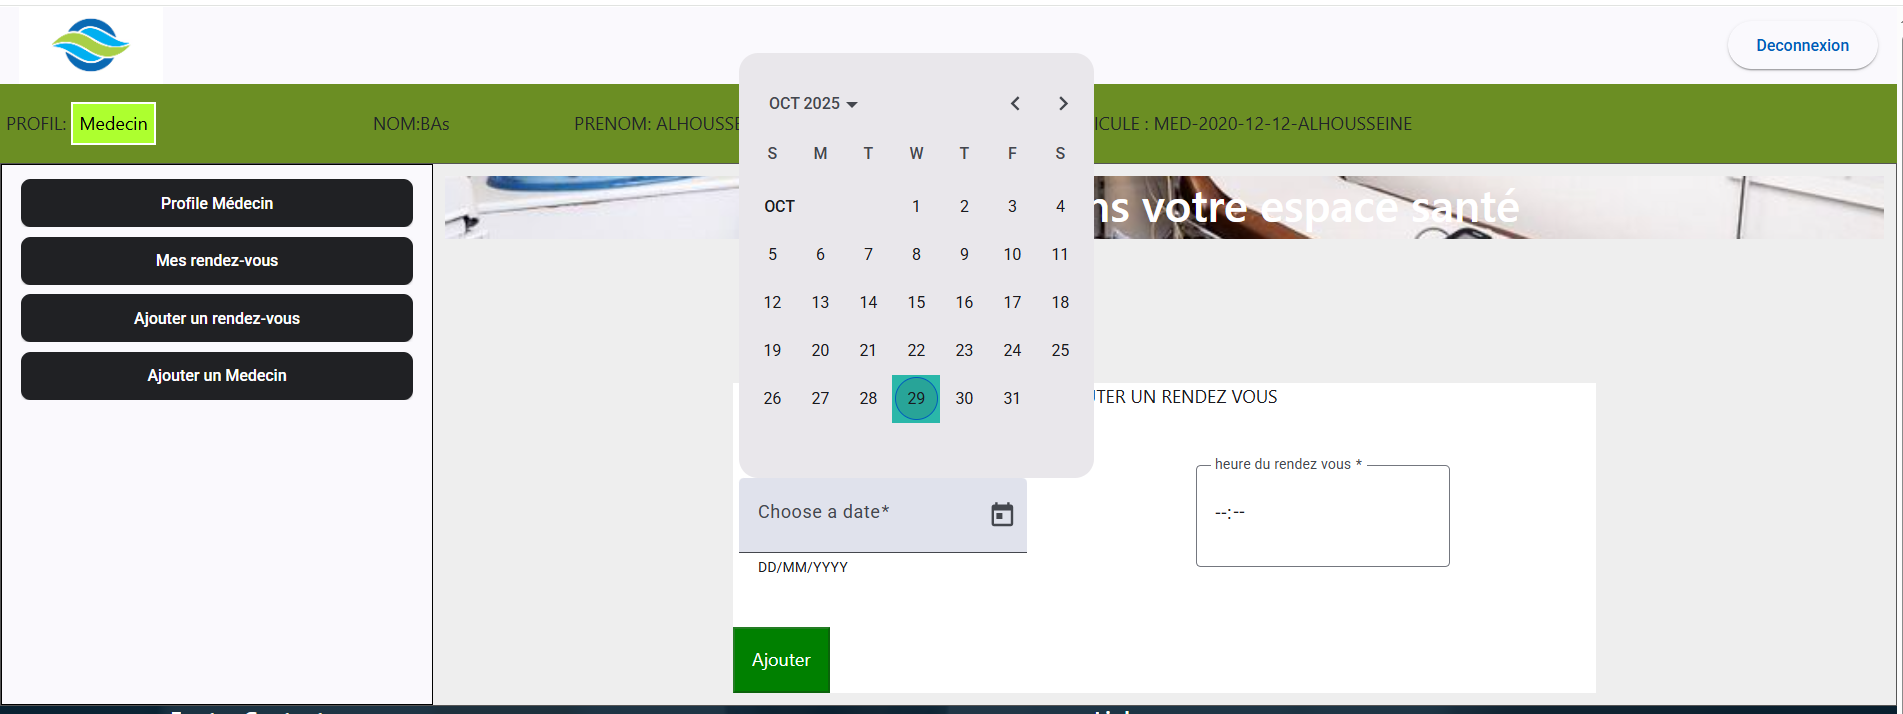 Deconnexion
PROFIL: Medecin NOM:BAs PRENOM: ALHOUSSE ICULE : MED-2020-12-12-ALHOUSSEINE
Profile Médecin
Mes rendez-vous
Ajouter un rendez-vous
Ajouter un Medecin
ns votre espace santé
OCT 2025
S M T W T F S
OCT 1 2 3 4
5 6 7 8 9 10 11
12 13 14 15 16 17 18
19 20 21 22 23 24 25
26 27 28 29 30 31
UTER UN RENDEZ VOUS
Choose a date*
DD/MM/YYYY
heure du rendez vous *
--:--
Ajouter